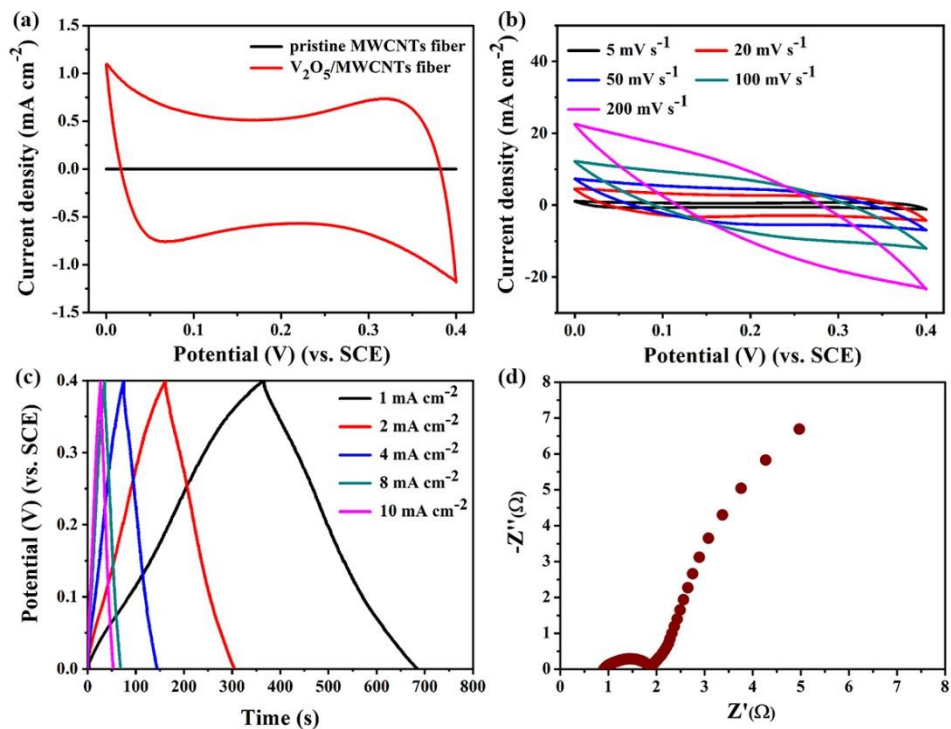 (a)
Current density (mA cm⁻²)
1.5
1.0
0.5
0.0
-0.5
-1.0
-1.5
pristine MWCNTs fiber
V₂O₅/MWCNTs fiber
0.0 0.1 0.2 0.3 0.4
Potential (V) (vs. SCE)
(b)
Current density (mA cm⁻²)
40
20
0
-20
5 mV s⁻¹ 20 mV s⁻¹
50 mV s⁻¹ 100 mV s⁻¹
200 mV s⁻¹
0.0 0.1 0.2 0.3 0.4
Potential (V) (vs. SCE)
(c)
Potential (V) (vs. SCE)
0.4
0.3
0.2
0.1
0.0
1 mA cm⁻²
2 mA cm⁻²
4 mA cm⁻²
8 mA cm⁻²
10 mA cm⁻²
0 100 200 300 400 500 600 700 800
Time (s)
(d)
-Z''(Ω)
8
7
6
5
4
3
2
1
0
0 1 2 3 4 5 6 7 8
Z'(Ω)